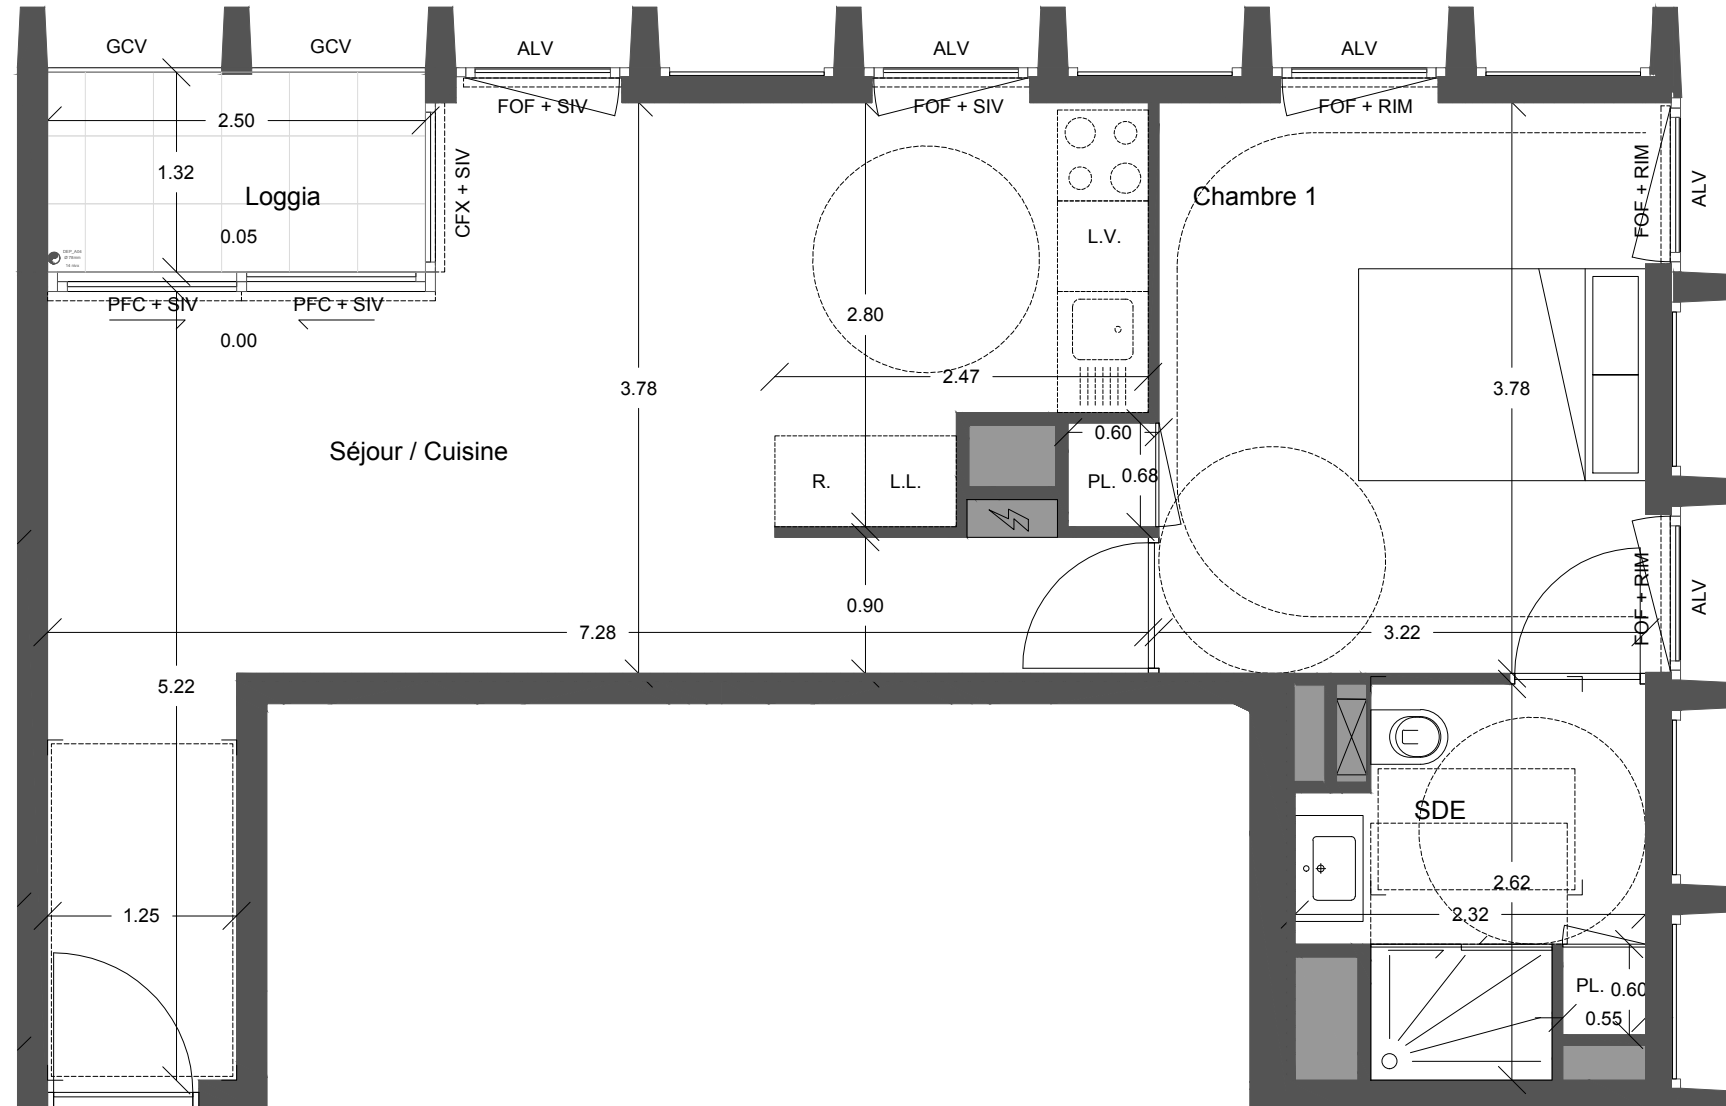 GCV
GCV
ALV
ALV
ALV
FOF + SIV
FOF + SIV
FOF + RIM
2.50
1.32
Loggia
0.05
CFX + SIV
FOF + RIM
ALV
Chambre 1
L.V.
PFC + SIV
PFC + SIV
0.00
2.80
2.47
3.78
3.78
Séjour / Cuisine
0.60
R.
L.L.
PL.
0.68
0.90
FOF + RIM
ALV
7.28
3.22
5.22
SDE
2.62
1.25
2.32
PL.
0.60
0.55